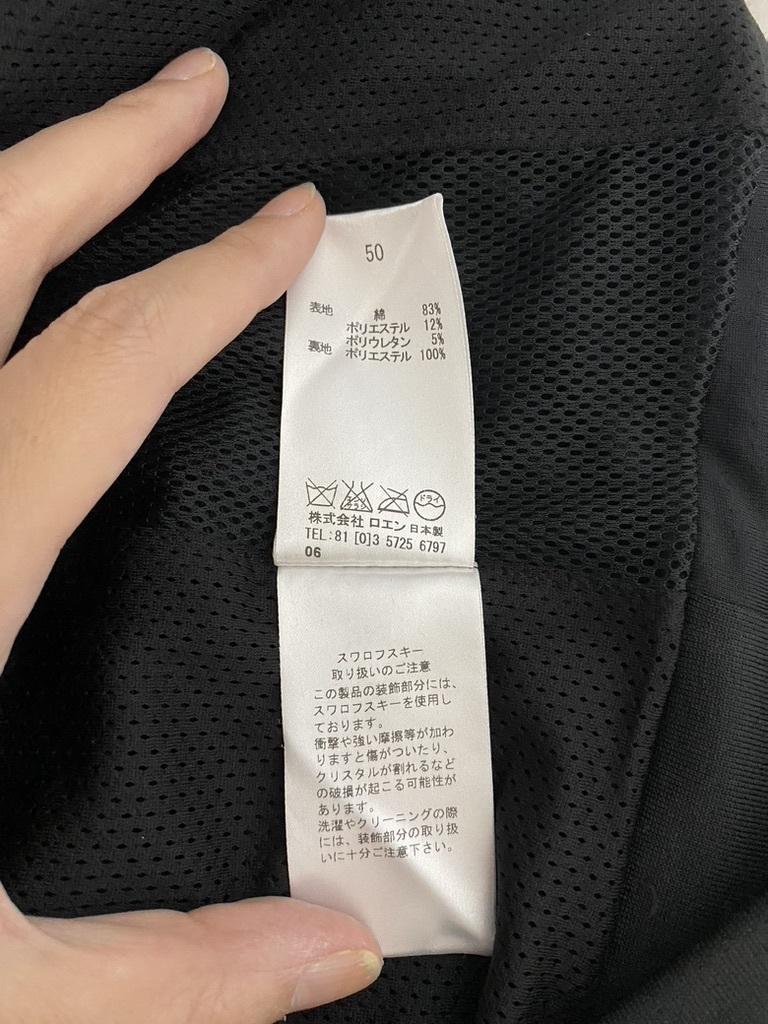 50
表地 綿 83%
ポリエステル 12%
ポリウレタン 5%
裏地 ポリエステル 100%
エンソ サラシ ドライ
株式会社 ロエン 日本製
TEL:81 [0]3 5725 6797
06
スワロフスキー
取り扱いのご注意
この製品の装飾部分には、
スワロフスキーを使用し
ております。
衝撃や強い摩擦等が加わ
りますと傷がついたり、
クリスタルが割れるなど
の破損が起こる可能性が
あります。
洗濯やクリーニングの際
には、装飾部分の取り扱
いに十分ご注意下さい。